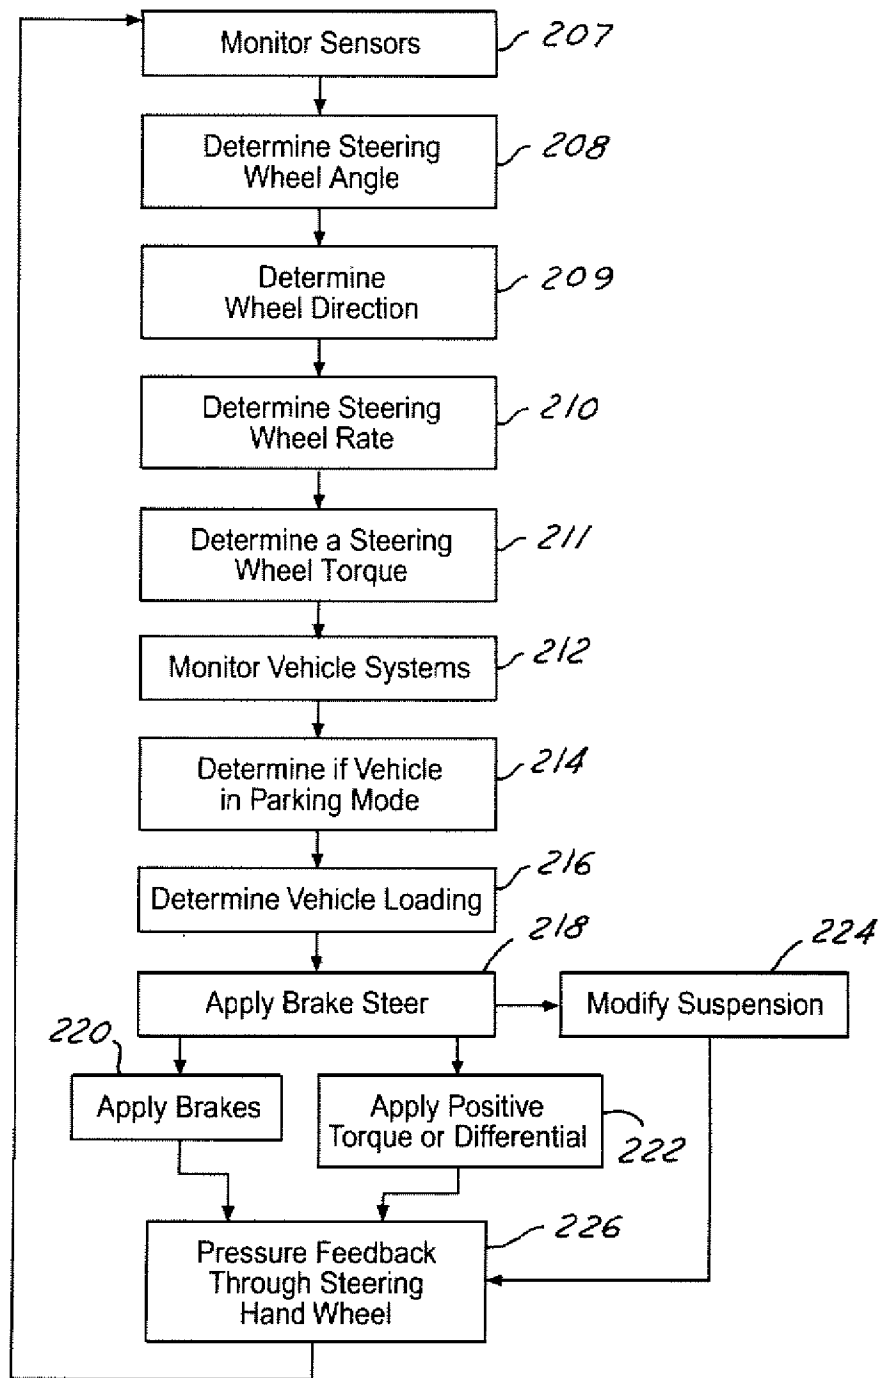 Monitor Sensors
207
Determine Steering
Wheel Angle
208
Determine
Wheel Direction
209
Determine Steering
Wheel Rate
210
Determine a Steering
Wheel Torque
211
Monitor Vehicle Systems
212
Determine if Vehicle
in Parking Mode
214
Determine Vehicle Loading
216
Apply Brake Steer
218
Modify Suspension
224
220
Apply Brakes
Apply Positive
Torque or Differential
222
Pressure Feedback
Through Steering
Hand Wheel
226